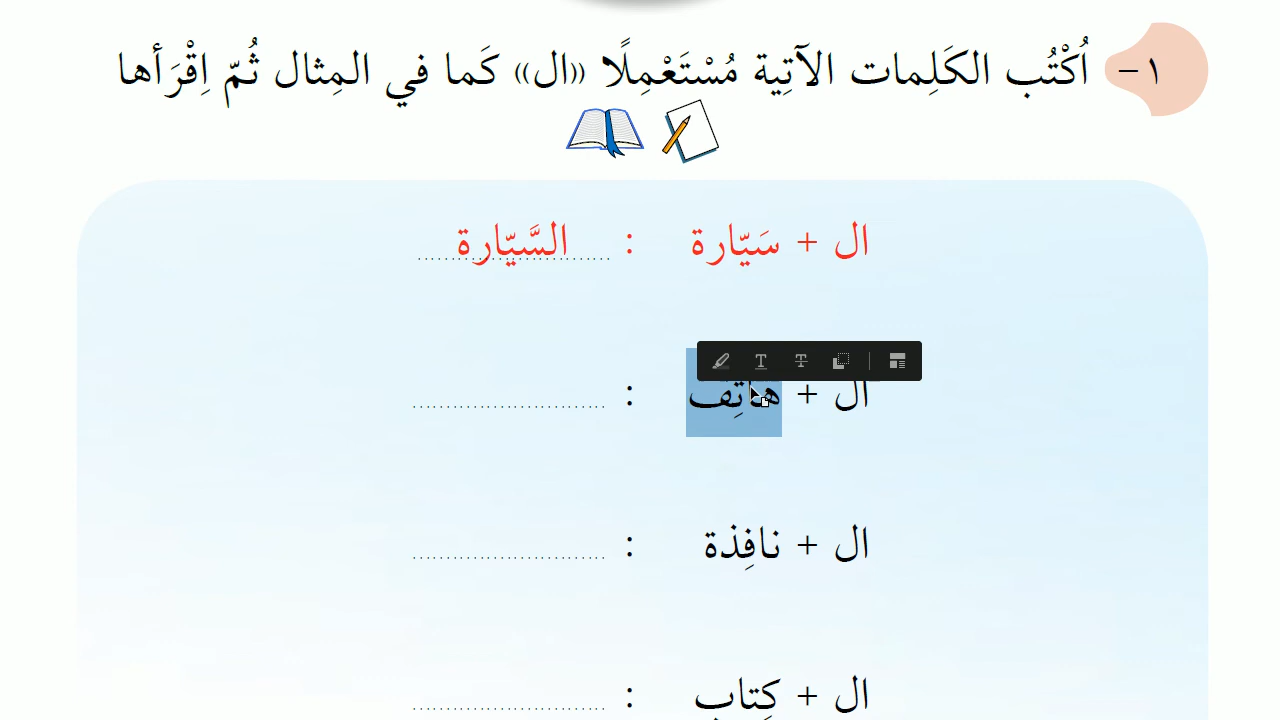 ١- اُكْتُب الكَلِمات الآتِية مُسْتَعْمِلًا «ال» كَما في المِثال ثُمّ اِقْرَأها
ال + سَيّارة : السَّيّارة
ال + هاتِف :
ال + نافِذة :
ال + كِتاب :